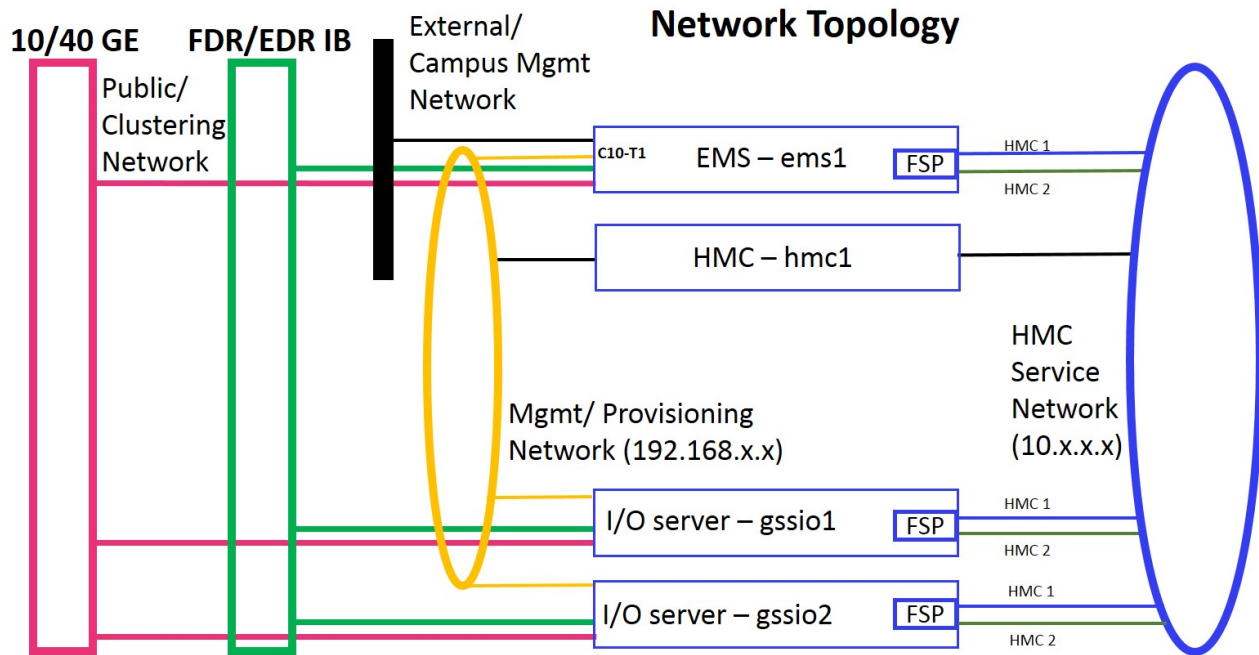 Network Topology
10/40 GE
FDR/EDR IB
External/
Campus Mgmt
Network
Public/
Clustering
Network
C10-T1
EMS – ems1
FSP
HMC 1
HMC 2
HMC – hmc1
HMC
Service
Network
(10.x.x.x)
Mgmt/ Provisioning
Network (192.168.x.x)
I/O server – gssio1
FSP
HMC 1
HMC 2
I/O server – gssio2
FSP
HMC 1
HMC 2